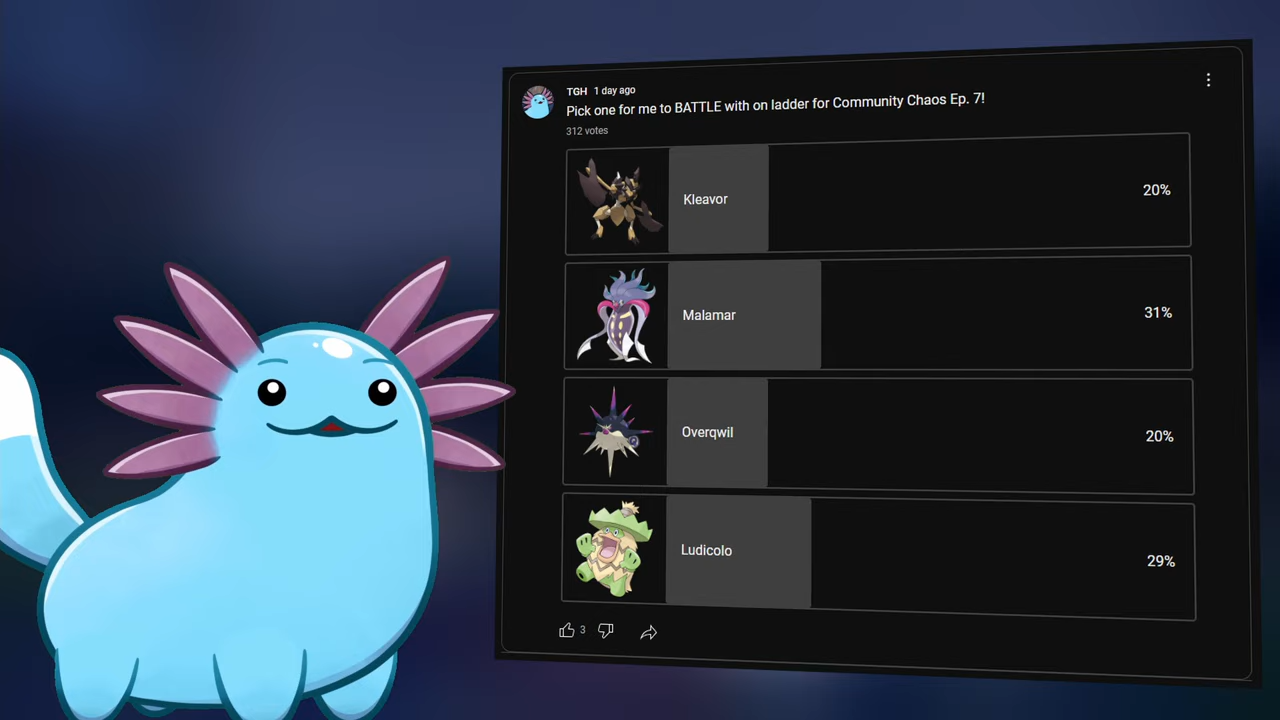 TGH 1 day ago
Pick one for me to BATTLE with on ladder for Community Chaos Ep. 7!
312 votes
Kleavor 20%
Malamar 31%
Overqwil 20%
Ludicolo 29%
3